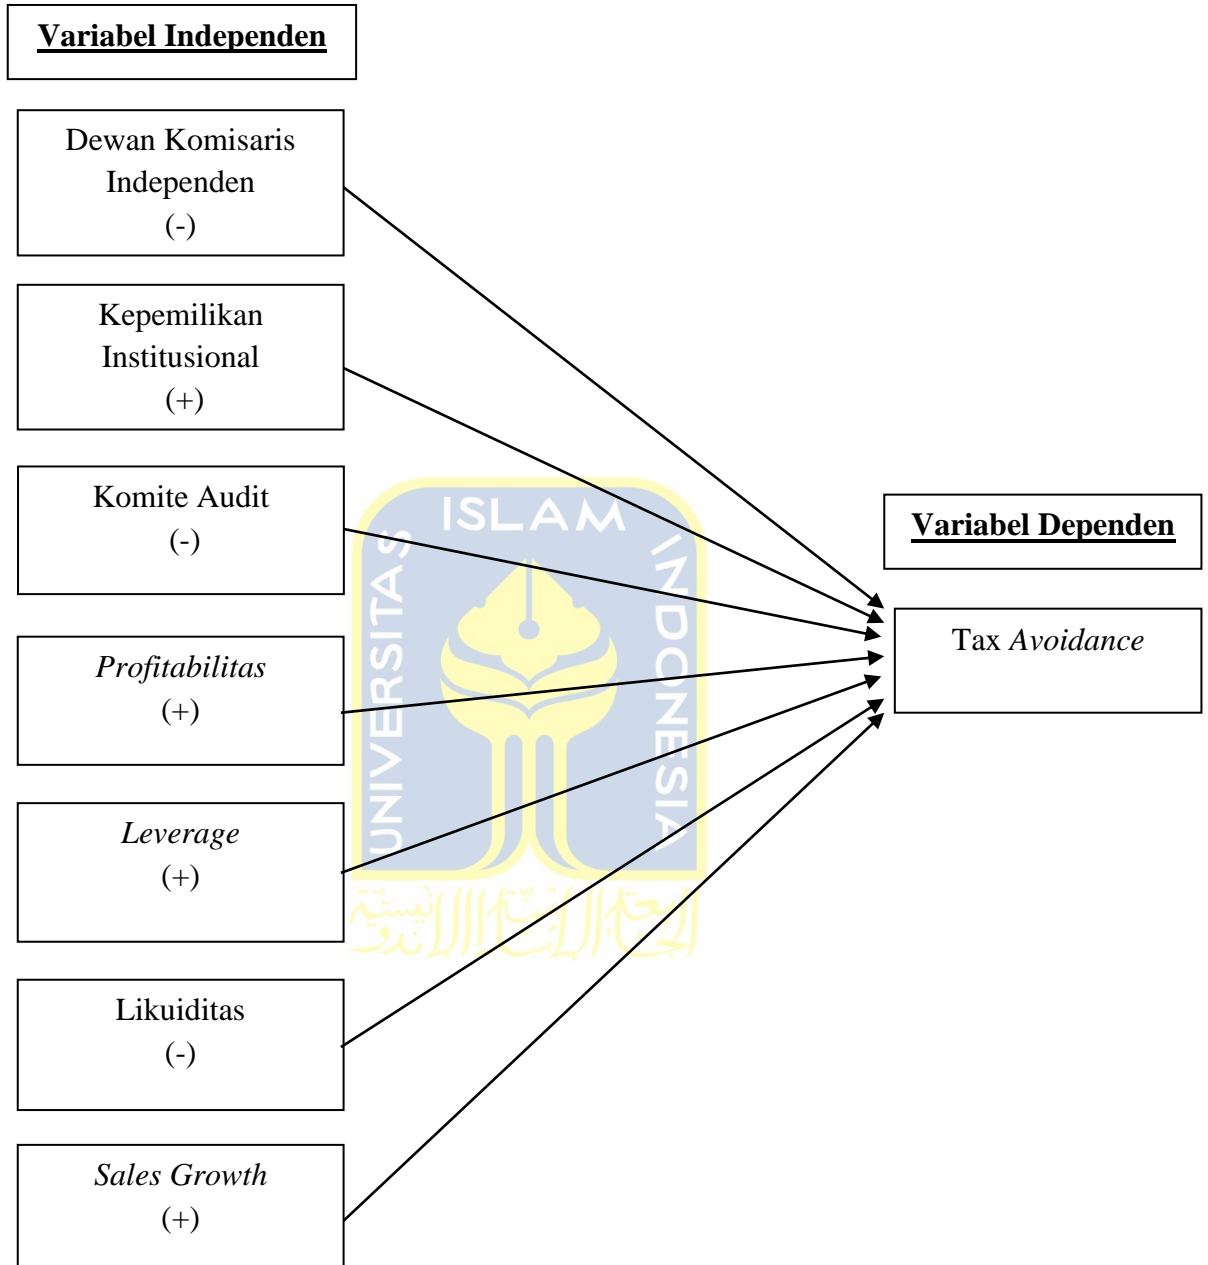 Variabel Independen
Dewan Komisaris
Independen
(-)
Kepemilikan
Institusional
(+)
Komite Audit
(-)
Profitabilitas
(+)
Leverage
(+)
Likuiditas
(-)
Sales Growth
(+)
Variabel Dependen
Tax Avoidance
UNIVERSITAS
ISLAM
INDONESIA